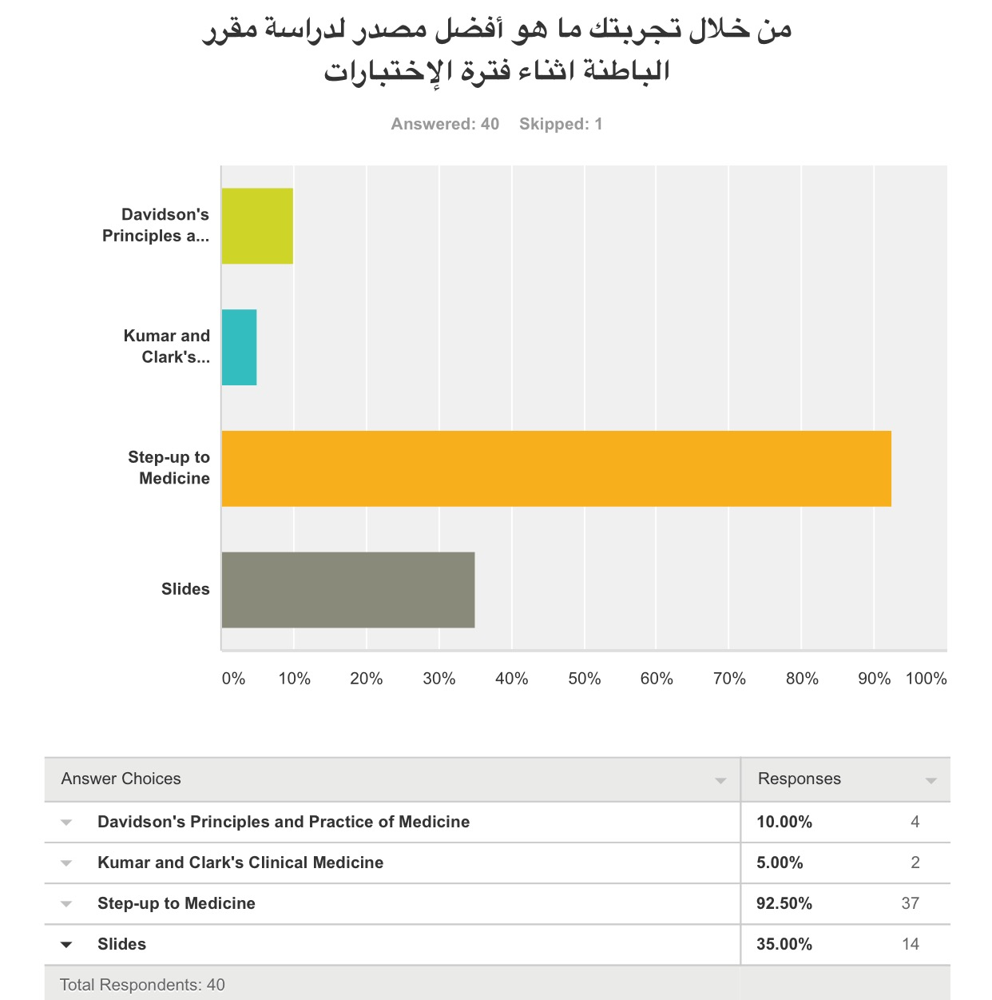 من خلال تجربتك ما هو أفضل مصدر لدراسة مقرر
الباطنة اثناء فترة الإختبارات
Answered: 40 Skipped: 1
Davidson's
Principles a...
Kumar and
Clark's...
Step-up to
Medicine
Slides
0% 10% 20% 30% 40% 50% 60% 70% 80% 90% 100%
Answer Choices Responses
Davidson's Principles and Practice of Medicine 10.00% 4
Kumar and Clark's Clinical Medicine 5.00% 2
Step-up to Medicine 92.50% 37
Slides 35.00% 14
Total Respondents: 40